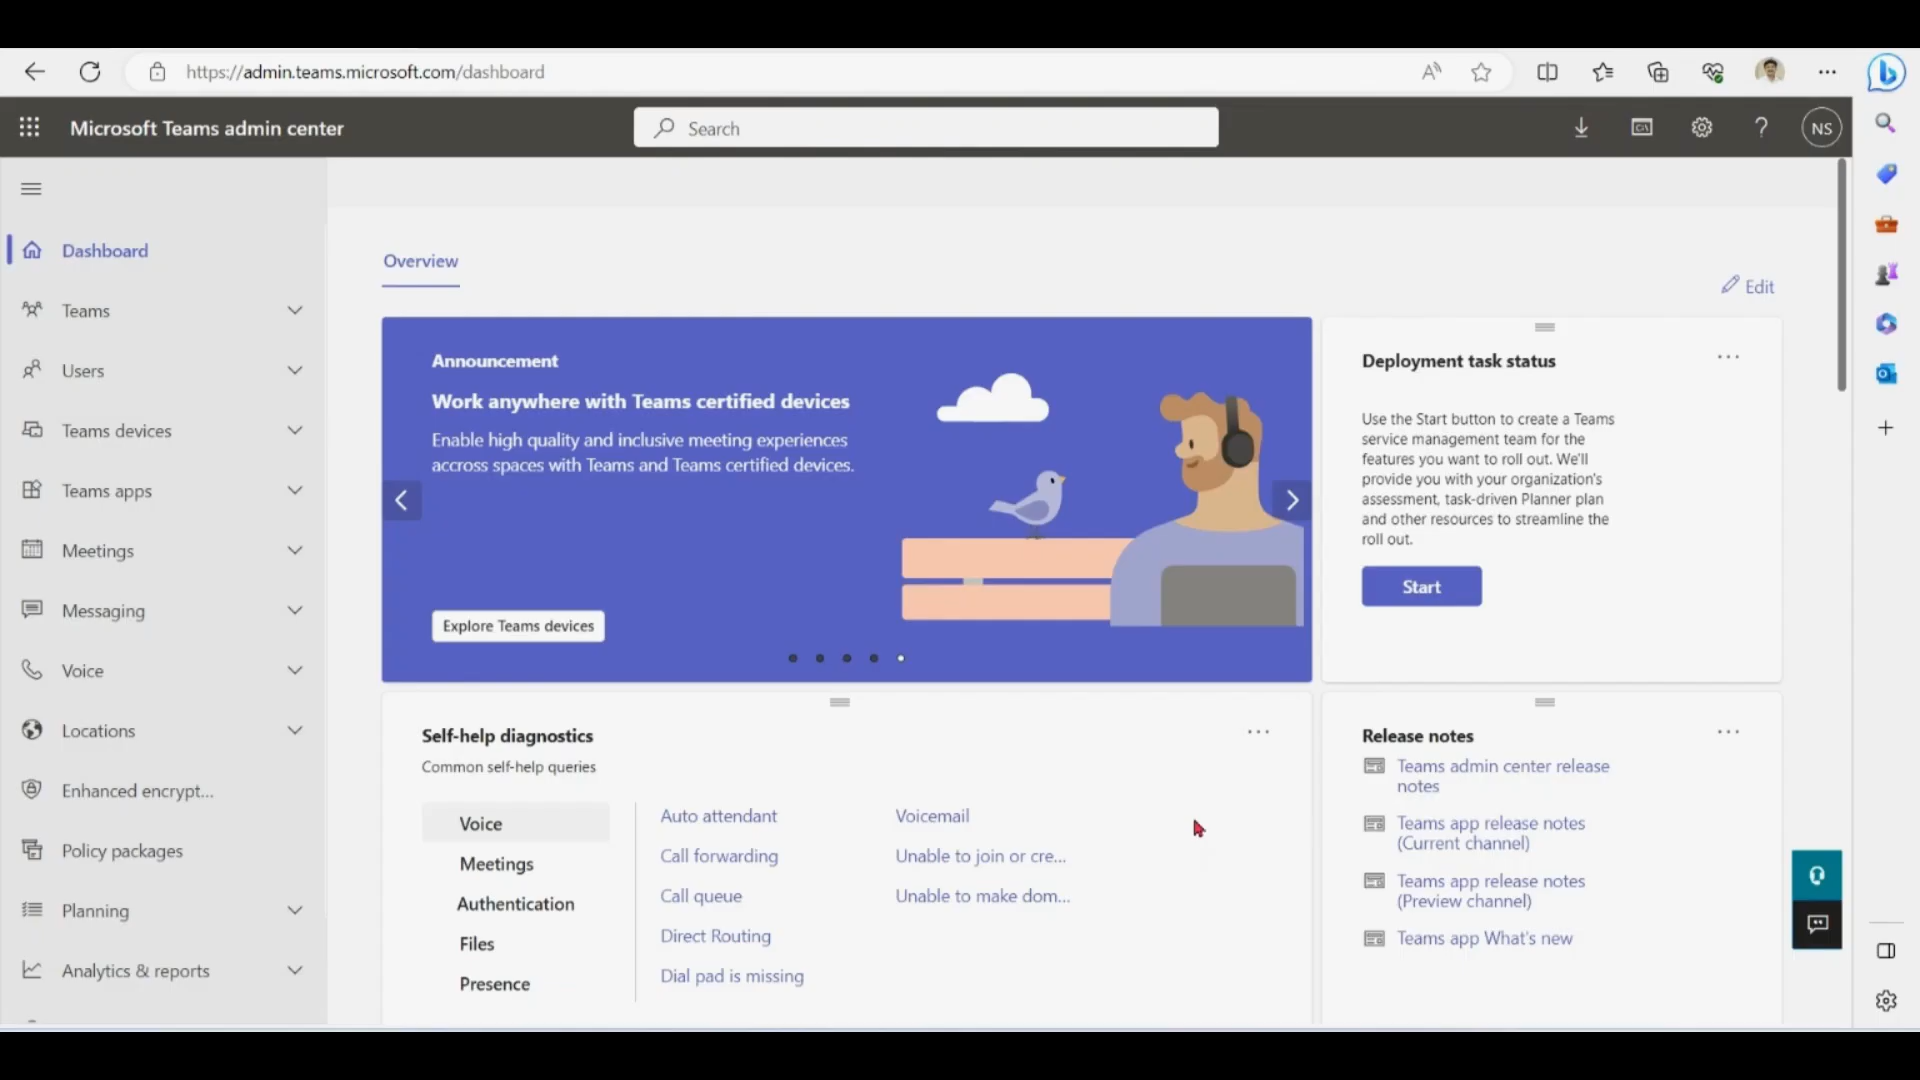 https://admin.teams.microsoft.com/dashboard
Microsoft Teams admin center
Search
NS
Dashboard
Teams
Users
Teams devices
Teams apps
Meetings
Messaging
Voice
Locations
Enhanced encrypt...
Policy packages
Planning
Analytics & reports
Overview
Edit
Announcement
Work anywhere with Teams certified devices
Enable high quality and inclusive meeting experiences
accross spaces with Teams and Teams certified devices.
Explore Teams devices
Deployment task status
Use the Start button to create a Teams
service management team for the
features you want to roll out. We'll
provide you with your organization's
assessment, task-driven Planner plan
and other resources to streamline the
roll out.
Start
Self-help diagnostics
Common self-help queries
Voice
Meetings
Authentication
Files
Presence
Auto attendant
Call forwarding
Call queue
Direct Routing
Dial pad is missing
Voicemail
Unable to join or cre...
Unable to make dom...
Release notes
Teams admin center release
notes
Teams app release notes
(Current channel)
Teams app release notes
(Preview channel)
Teams app What's new